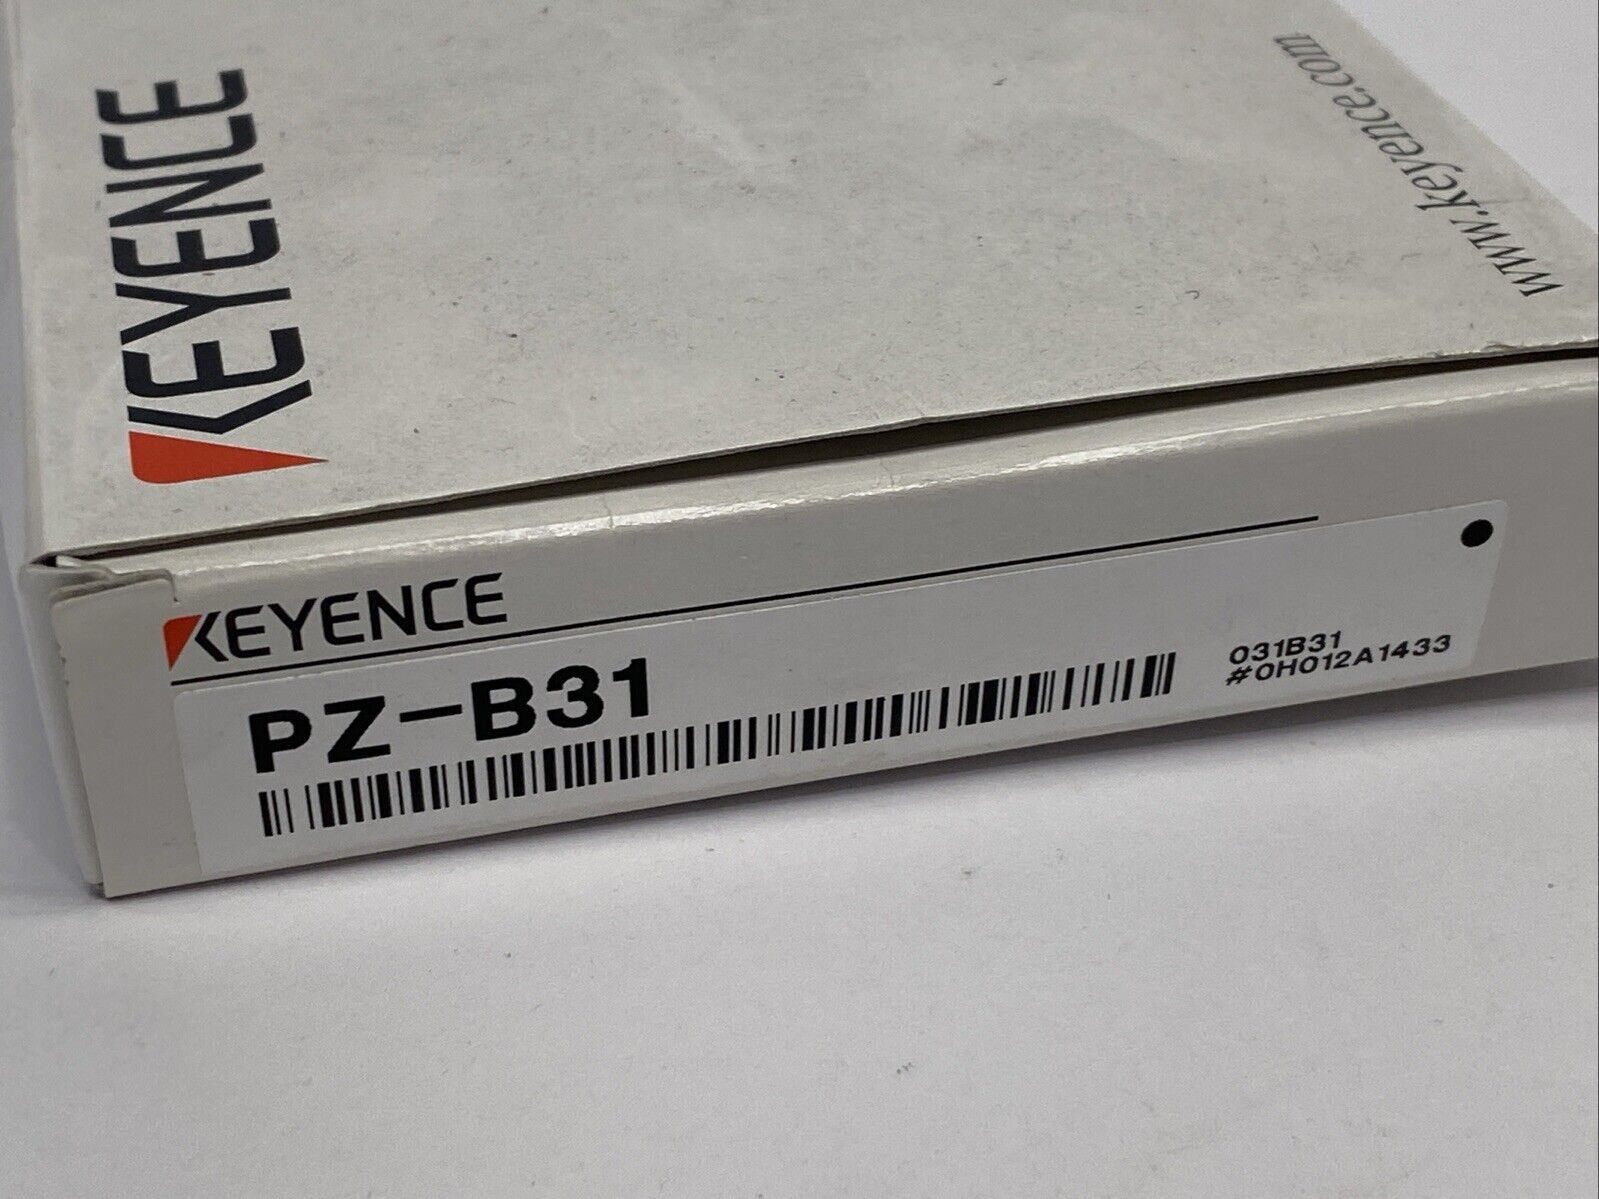 KEYENCE
www.keyence.com
KEYENCE
PZ-B31
031B31
#0H012A1433